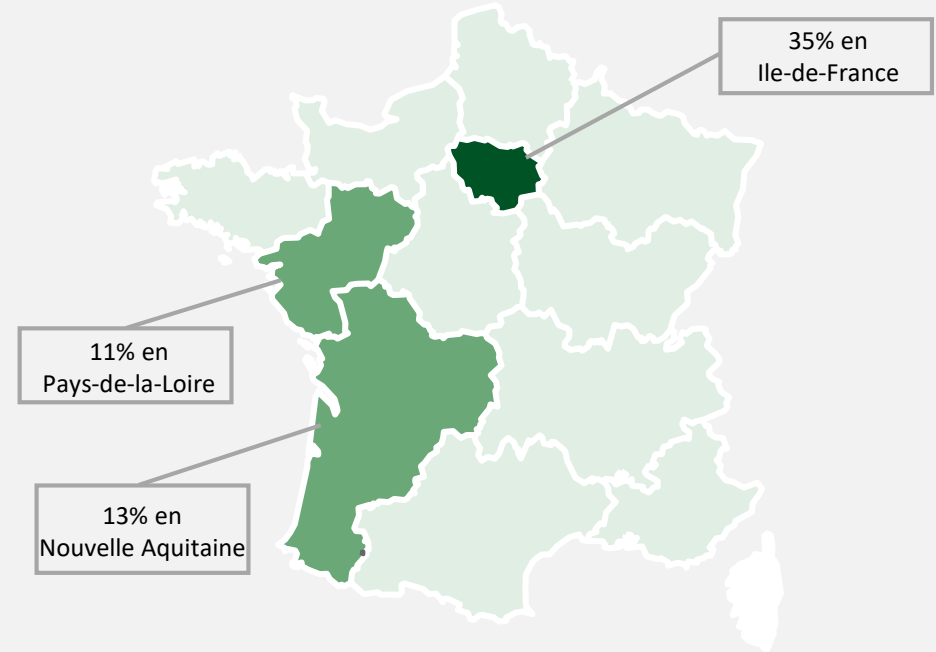 35% en
Ile-de-France
11% en
Pays-de-la-Loire
13% en
Nouvelle Aquitaine